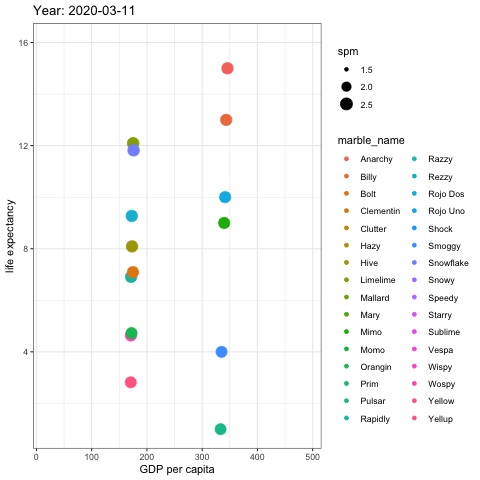 Year: 2020-03-11
16
12
8
4
life expectancy
0 100 200 300 400 500
GDP per capita
spm
1.5
2.0
2.5
marble_name
Anarchy Razzy
Billy Rezzy
Bolt Rojo Dos
Clementin Rojo Uno
Clutter Shock
Hazy Smoggy
Hive Snowflake
Limelime Snowy
Mallard Speedy
Mary Starry
Mimo Sublime
Momo Vespa
Orangin Wispy
Prim Wospy
Pulsar Yellow
Rapidly Yellup